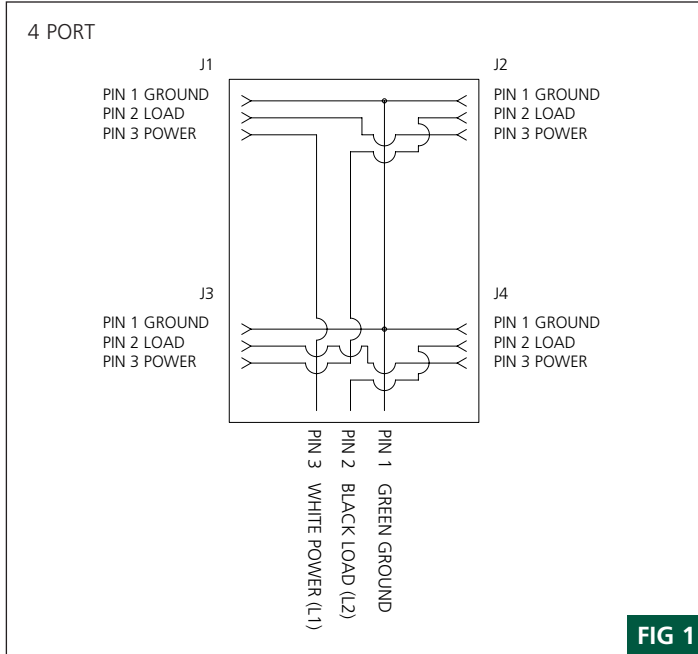 4 PORT
J1
PIN 1 GROUND
PIN 2 LOAD
PIN 3 POWER
J2
PIN 1 GROUND
PIN 2 LOAD
PIN 3 POWER
J3
PIN 1 GROUND
PIN 2 LOAD
PIN 3 POWER
J4
PIN 1 GROUND
PIN 2 LOAD
PIN 3 POWER
PIN 3 WHITE POWER (L1)
PIN 2 BLACK LOAD (L2)
PIN 1 GREEN GROUND
FIG 1